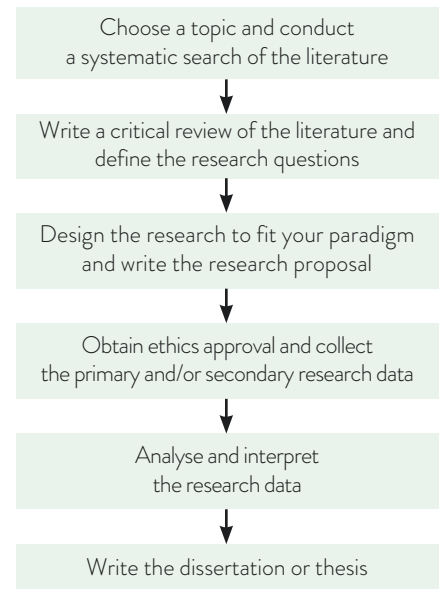 Choose a topic and conduct
a systematic search of the literature
Write a critical review of the literature and
define the research questions
Design the research to fit your paradigm
and write the research proposal
Obtain ethics approval and collect
the primary and/or secondary research data
Analyse and interpret
the research data
Write the dissertation or thesis